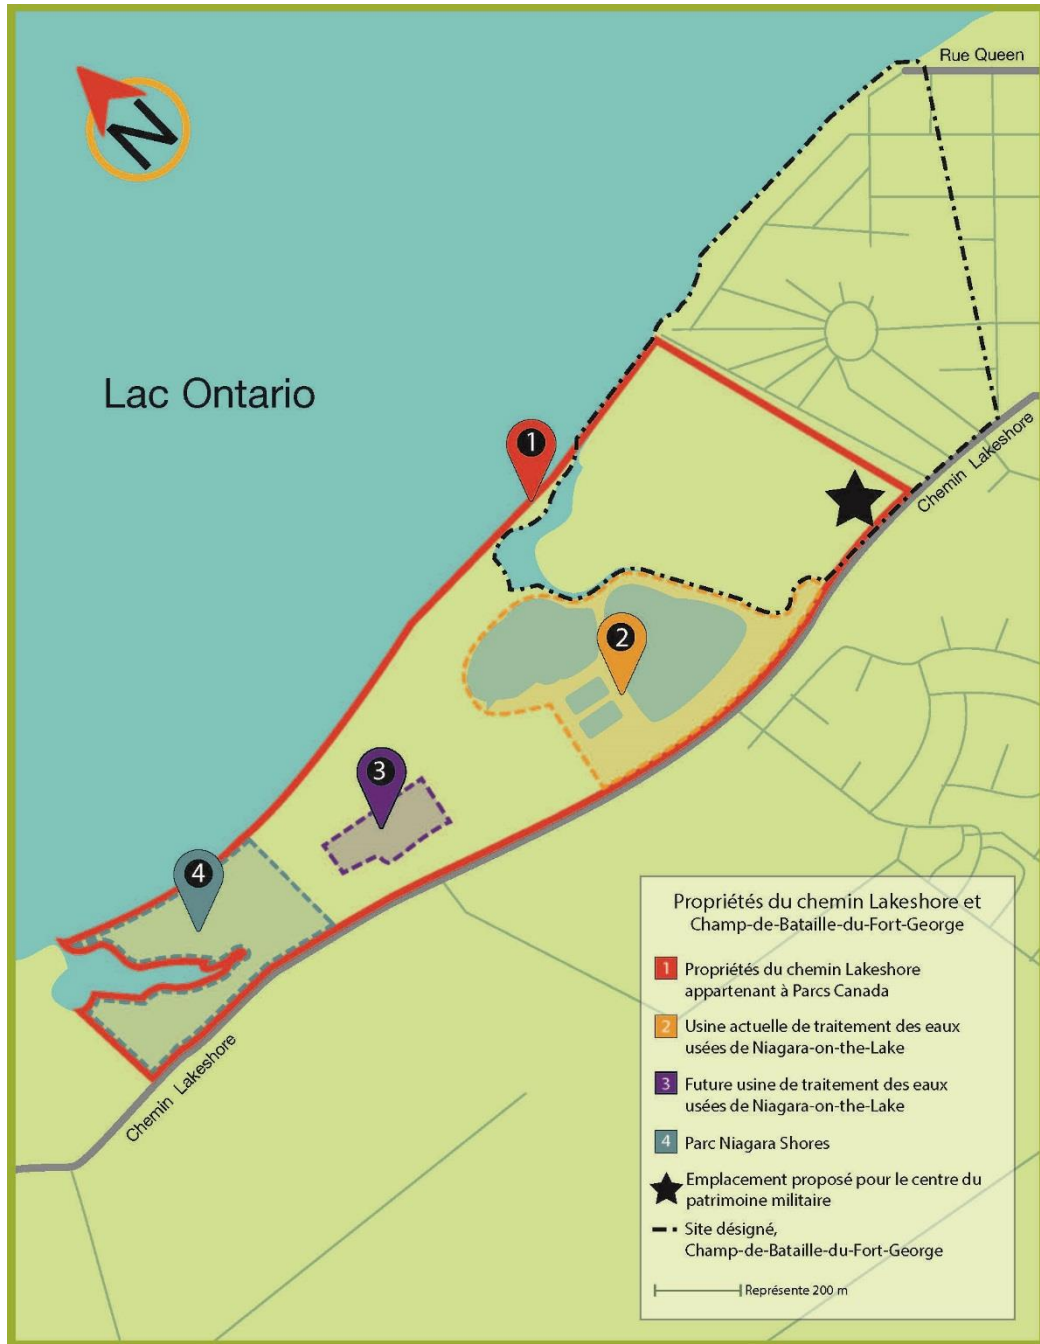 Rue Queen
N
Lac Ontario
1
Chemin Lakeshore
2
3
4
Chemin Lakeshore
Propriétés du chemin Lakeshore et
Champ-de-Bataille-du-Fort-George
1 Propriétés du chemin Lakeshore
appartenant à Parcs Canada
2 Usine actuelle de traitement des eaux
usées de Niagara-on-the-Lake
3 Future usine de traitement des eaux
usées de Niagara-on-the-Lake
4 Parc Niagara Shores
Emplacement proposé pour le centre du
patrimoine militaire
Site désigné,
Champ-de-Bataille-du-Fort-George
Représente 200 m